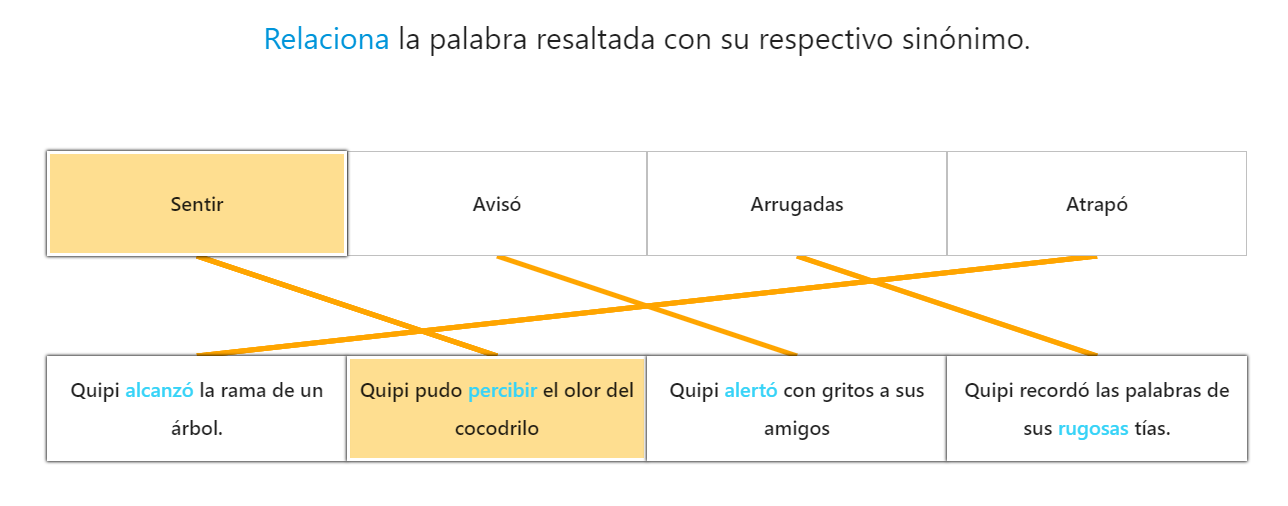 Relaciona la palabra resaltada con su respectivo sinónimo.
Sentir
Avisó
Arrugadas
Atrapó
Quipi alcanzó la rama de un
árbol.
Quipi pudo percibir el olor del
cocodrilo
Quipi alertó con gritos a sus
amigos
Quipi recordó las palabras de
sus rugosas tías.